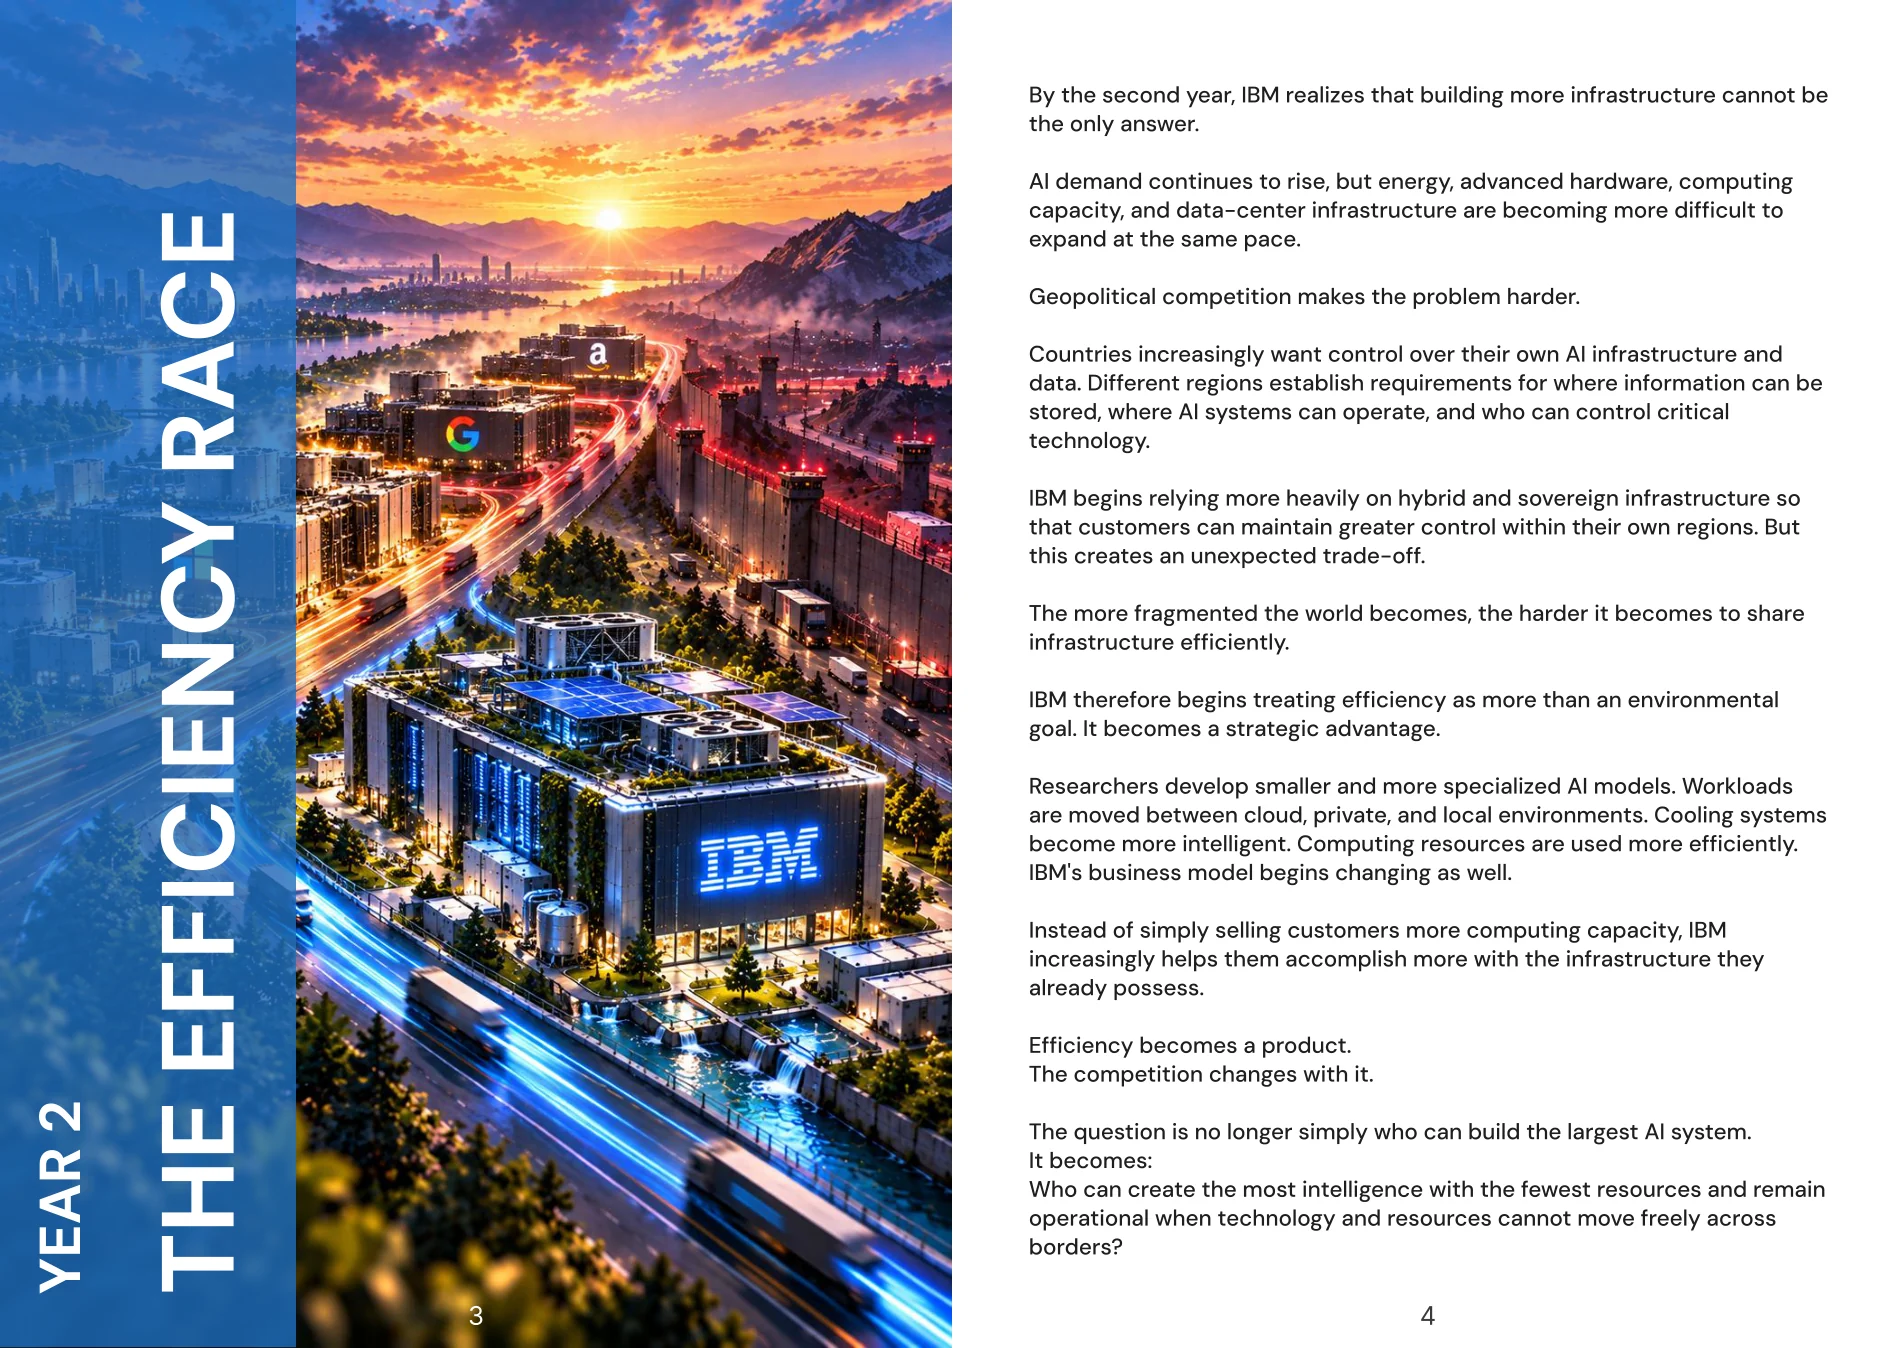 YEAR 2
THE EFFICIENCY RACE
a
G
IBM
3
By the second year, IBM realizes that building more infrastructure cannot be
the only answer.
AI demand continues to rise, but energy, advanced hardware, computing
capacity, and data-center infrastructure are becoming more difficult to
expand at the same pace.
Geopolitical competition makes the problem harder.
Countries increasingly want control over their own AI infrastructure and
data. Different regions establish requirements for where information can be
stored, where AI systems can operate, and who can control critical
technology.
IBM begins relying more heavily on hybrid and sovereign infrastructure so
that customers can maintain greater control within their own regions. But
this creates an unexpected trade-off.
The more fragmented the world becomes, the harder it becomes to share
infrastructure efficiently.
IBM therefore begins treating efficiency as more than an environmental
goal. It becomes a strategic advantage.
Researchers develop smaller and more specialized AI models. Workloads
are moved between cloud, private, and local environments. Cooling systems
become more intelligent. Computing resources are used more efficiently.
IBM's business model begins changing as well.
Instead of simply selling customers more computing capacity, IBM
increasingly helps them accomplish more with the infrastructure they
already possess.
Efficiency becomes a product.
The competition changes with it.
The question is no longer simply who can build the largest AI system.
It becomes:
Who can create the most intelligence with the fewest resources and remain
operational when technology and resources cannot move freely across
borders?
4